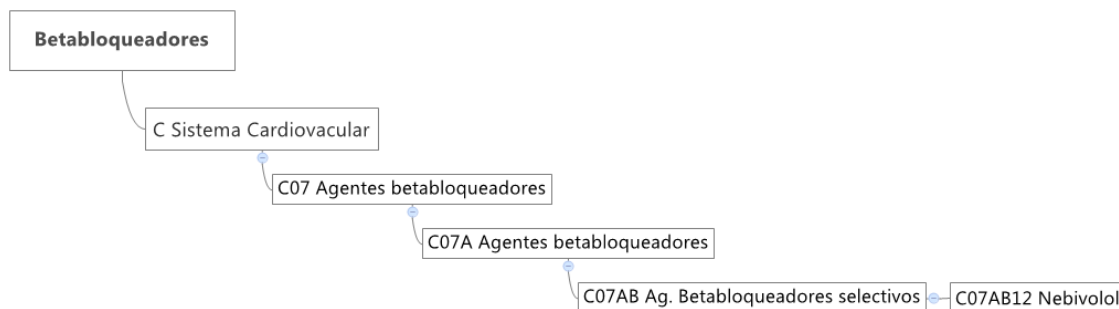 Betabloqueadores
C Sistema Cardiovacular
C07 Agentes betabloqueadores
C07A Agentes betabloqueadores
C07AB Ag. Betabloqueadores selectivos
C07AB12 Nebivolol